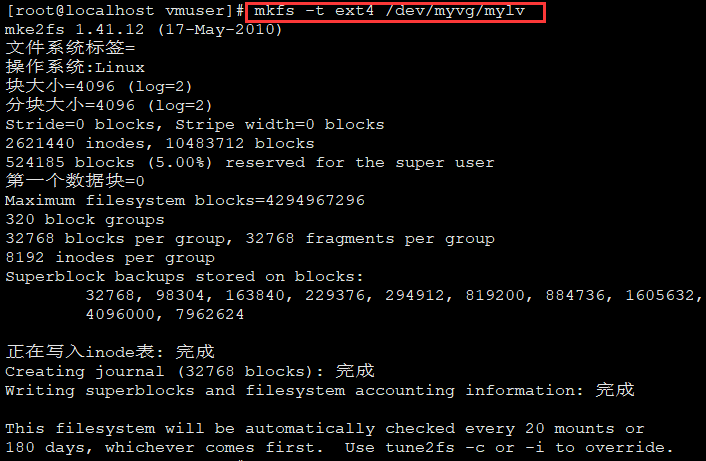 [root@localhost vmuser]# mkfs -t ext4 /dev/myvg/mylv
mke2fs 1.41.12 (17-May-2010)
文件系统标签=
操作系统:Linux
块大小=4096 (log=2)
分块大小=4096 (log=2)
Stride=0 blocks, Stripe width=0 blocks
2621440 inodes, 10483712 blocks
524185 blocks (5.00%) reserved for the super user
第一个数据块=0
Maximum filesystem blocks=4294967296
320 block groups
32768 blocks per group, 32768 fragments per group
8192 inodes per group
Superblock backups stored on blocks:
32768, 98304, 163840, 229376, 294912, 819200, 884736, 1605632,
4096000, 7962624
正在写入inode表: 完成
Creating journal (32768 blocks): 完成
Writing superblocks and filesystem accounting information: 完成
This filesystem will be automatically checked every 20 mounts or
180 days, whichever comes first.  Use tune2fs -c or -i to override.